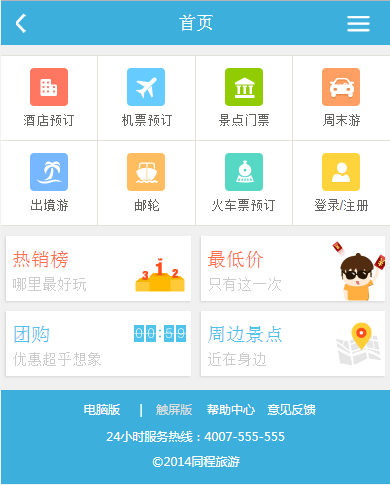 首页
酒店预订 机票预订 景点门票 周末游
出境游 邮轮 火车票预订 登录/注册
热销榜 最低价
哪里最好玩 只有这一次
3 1 2
团购 00:59 周边景点
优惠超乎想象 近在身边
电脑版 | 触屏版 帮助中心 意见反馈
24小时服务热线：4007-555-555
©2014同程旅游